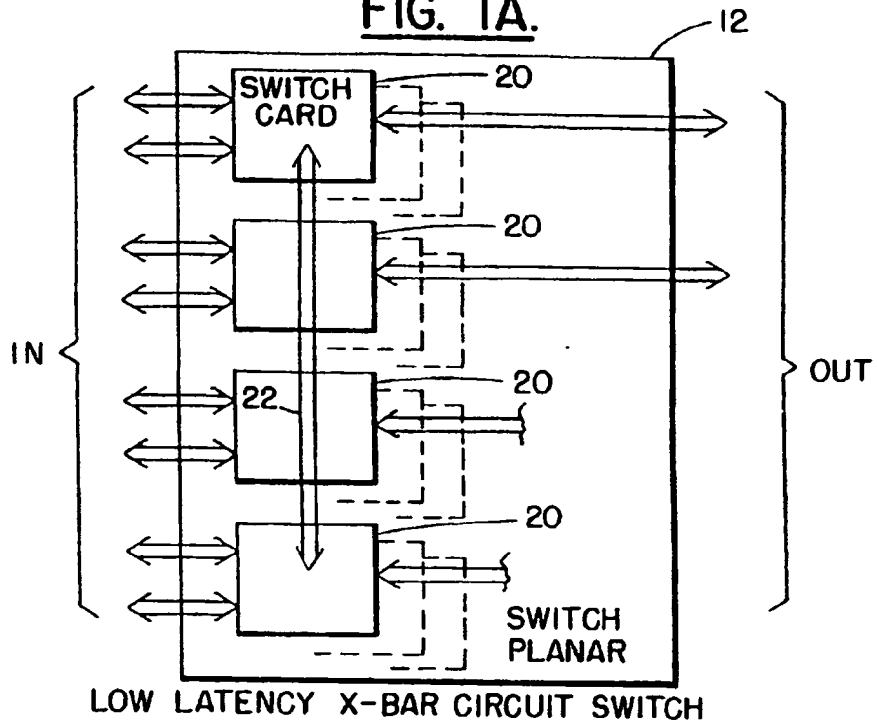 FIG. 1A.
12
SWITCH
CARD
20
20
IN
OUT
22
20
20
SWITCH
PLANAR
LOW LATENCY X-BAR CIRCUIT SWITCH